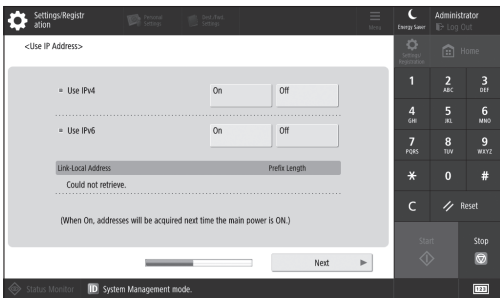 Settings/Registr
ation
Personal
Settings
Dest./Fwd.
Settings
Menu
Energy Saver
Administrator
Log Out
<Use IP Address>
Settings/
Registration
Home
Use IPv4
On
Off
Use IPv6
On
Off
Link-Local Address
Prefix Length
Could not retrieve.
(When On, addresses will be acquired next time the main power is ON.)
Next
1
2
ABC
3
DEF
4
GHI
5
JKL
6
MNO
7
PQRS
8
TUV
9
WXYZ
*
0
#
C
Reset
Start
Stop
Status Monitor
ID System Management mode.